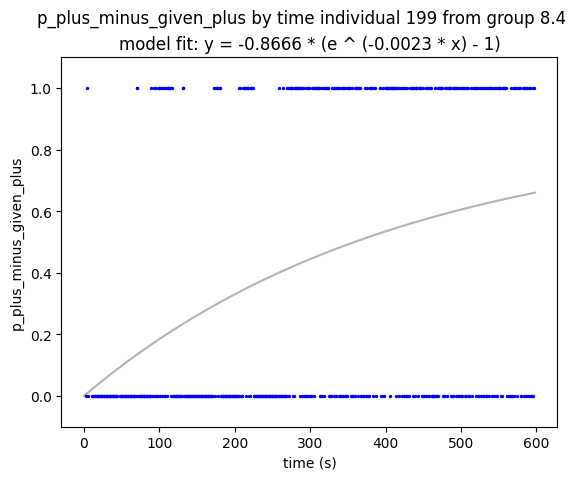 p_plus_minus_given_plus by time individual 199 from group 8.4
model fit: y = -0.8666 * (e ^ (-0.0023 * x) - 1)
1.0
0.8
0.6
0.4
0.2
0.0
p_plus_minus_given_plus
0 100 200 300 400 500 600
time (s)